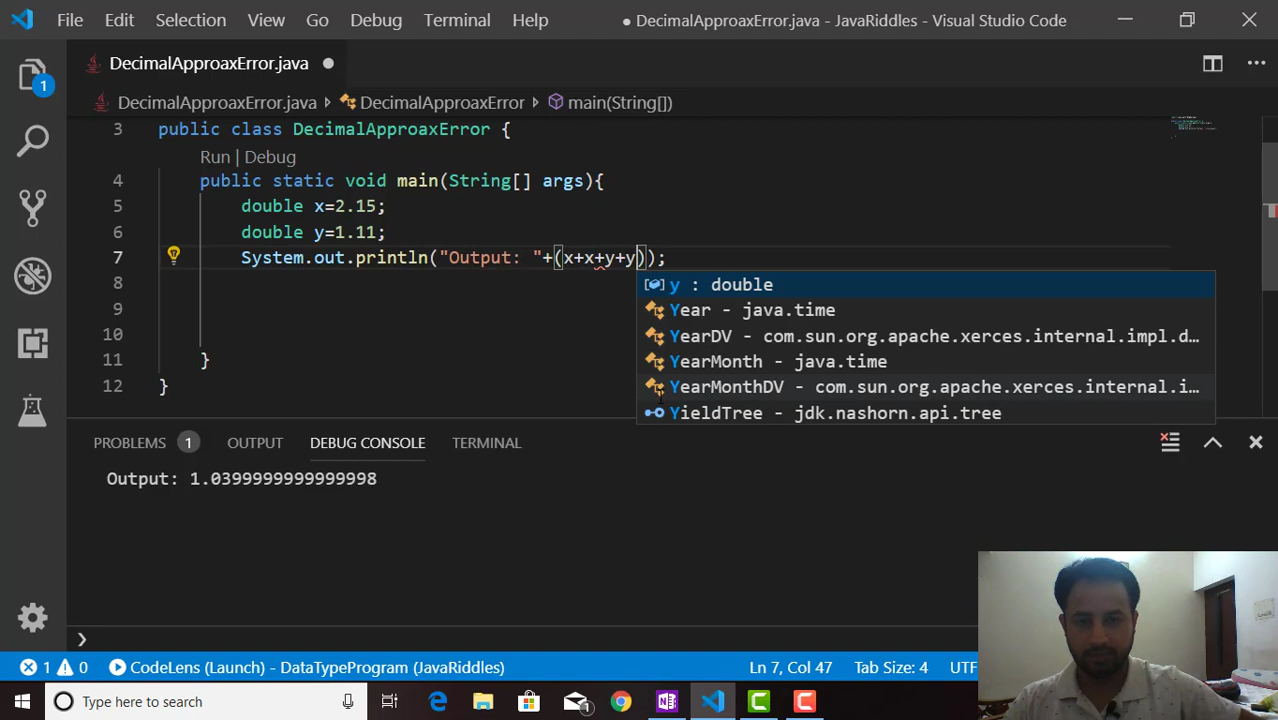 File Edit Selection View Go Debug Terminal Help ● DecimalApproaxError.java - JavaRiddles - Visual Studio Code
DecimalApproaxError.java ●
1
DecimalApproaxError.java › DecimalApproaxError › main(String[])
3 public class DecimalApproaxError {
Run | Debug
4 public static void main(String[] args){
5 double x=2.15;
6 double y=1.11;
7 System.out.println("Output: "+(x+x+y+y));
8
9
10
11 }
12 }
y : double
Year - java.time
YearDV - com.sun.org.apache.xerces.internal.impl.d...
YearMonth - java.time
YearMonthDV - com.sun.org.apache.xerces.internal.i...
YieldTree - jdk.nashorn.api.tree
PROBLEMS 1 OUTPUT DEBUG CONSOLE TERMINAL
Output: 1.0399999999999998
1 0 CodeLens (Launch) - DataTypeProgram (JavaRiddles) Ln 7, Col 47 Tab Size: 4 UTF
Type here to search
1